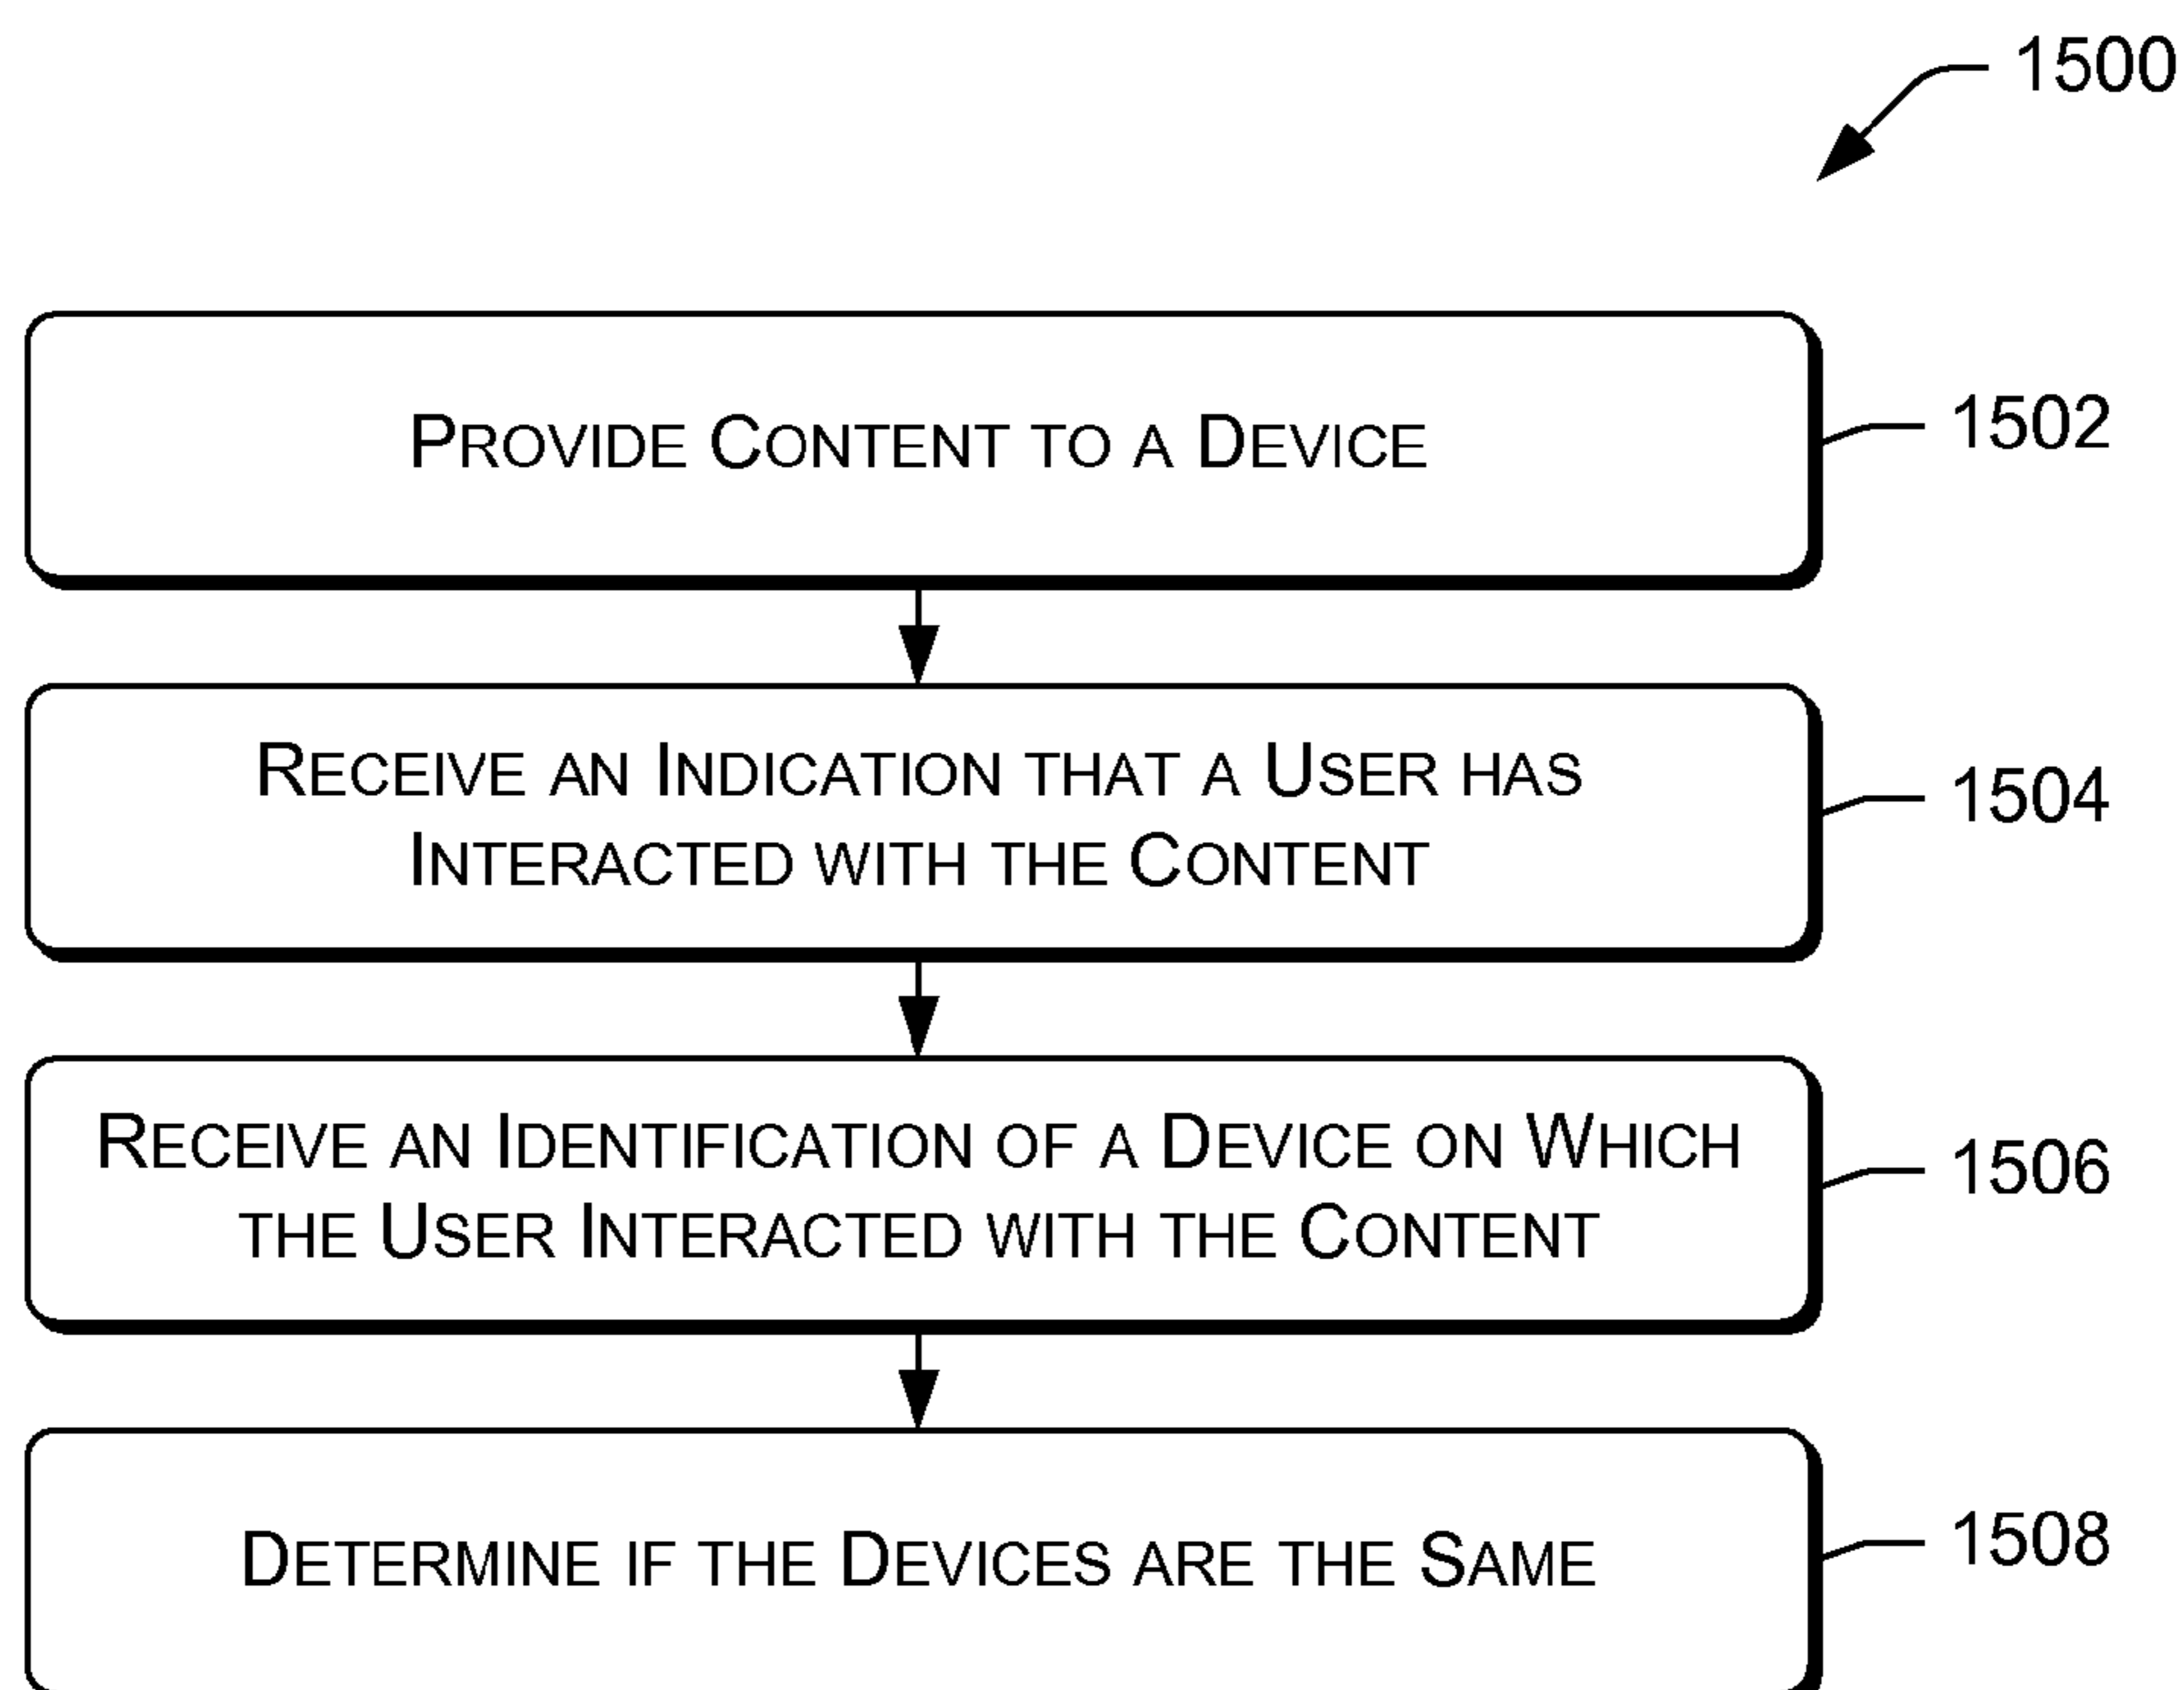 1500
PROVIDE CONTENT TO A DEVICE
1502
RECEIVE AN INDICATION THAT A USER HAS
INTERACTED WITH THE CONTENT
1504
RECEIVE AN IDENTIFICATION OF A DEVICE ON WHICH
THE USER INTERACTED WITH THE CONTENT
1506
DETERMINE IF THE DEVICES ARE THE SAME
1508